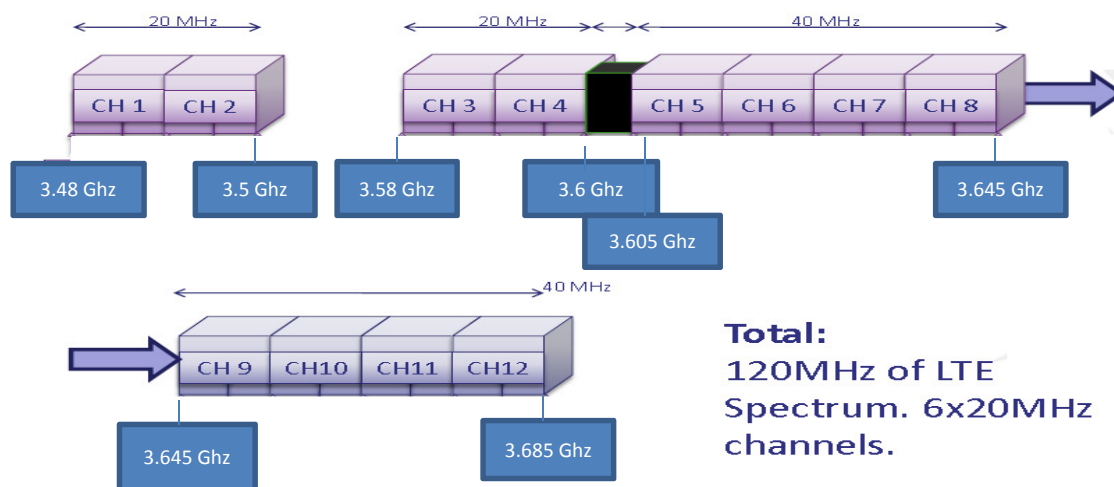 20 MHz
20 MHz
40 MHz
CH 1
CH 2
CH 3
CH 4
CH 5
CH 6
CH 7
CH 8
3.48 Ghz
3.5 Ghz
3.58 Ghz
3.6 Ghz
3.645 Ghz
3.605 Ghz
40 MHz
CH 9
CH10
CH11
CH12
3.645 Ghz
3.685 Ghz
Total:
120MHz of LTE
Spectrum. 6x20MHz
channels.